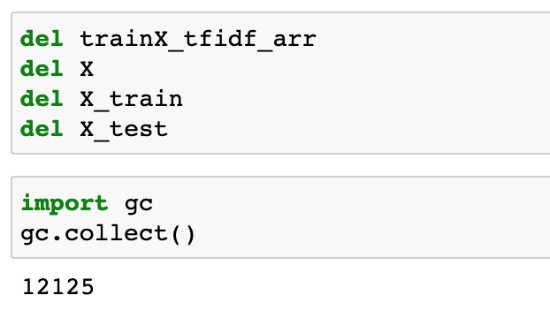 del trainX_tfidf_arr
del X
del X_train
del X_test
import gc
gc.collect()
12125